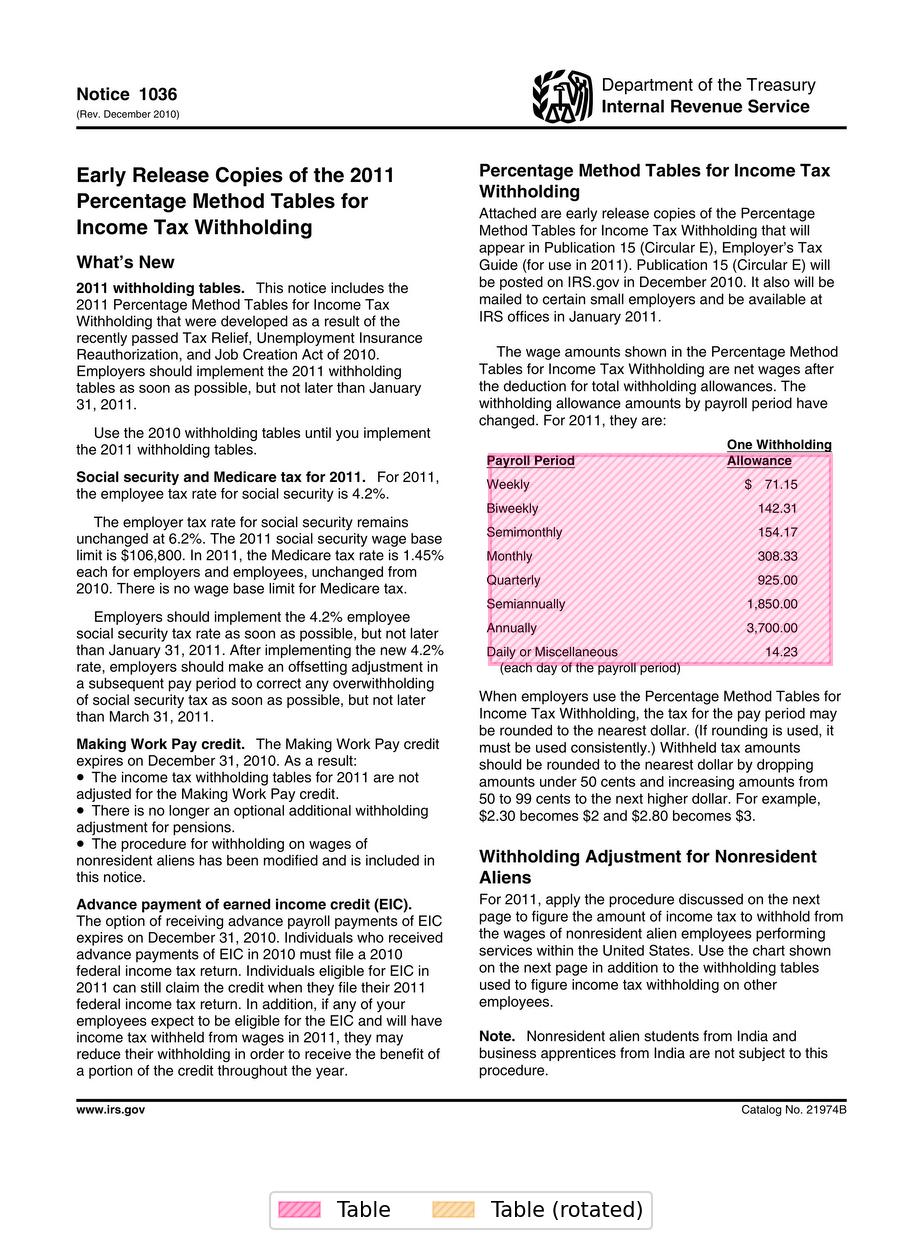 Notice 1036
(Rev. December 2010)
Department of the Treasury
Internal Revenue Service
Early Release Copies of the 2011
Percentage Method Tables for
Income Tax Withholding
What's New
2011 withholding tables. This notice includes the
2011 Percentage Method Tables for Income Tax
Withholding that were developed as a result of the
recently passed Tax Relief, Unemployment Insurance
Reauthorization, and Job Creation Act of 2010.
Employers should implement the 2011 withholding
tables as soon as possible, but not later than January
31, 2011.
Use the 2010 withholding tables until you implement
the 2011 withholding tables.
Social security and Medicare tax for 2011. For 2011,
the employee tax rate for social security is 4.2%.
The employer tax rate for social security remains
unchanged at 6.2%. The 2011 social security wage base
limit is $106,800. In 2011, the Medicare tax rate is 1.45%
each for employers and employees, unchanged from
2010. There is no wage base limit for Medicare tax.
Employers should implement the 4.2% employee
social security tax rate as soon as possible, but not later
than January 31, 2011. After implementing the new 4.2%
rate, employers should make an offsetting adjustment in
a subsequent pay period to correct any overwithholding
of social security tax as soon as possible, but not later
than March 31, 2011.
Making Work Pay credit. The Making Work Pay credit
expires on December 31, 2010. As a result:
● The income tax withholding tables for 2011 are not
adjusted for the Making Work Pay credit.
● There is no longer an optional additional withholding
adjustment for pensions.
● The procedure for withholding on wages of
nonresident aliens has been modified and is included in
this notice.
Advance payment of earned income credit (EIC).
The option of receiving advance payroll payments of EIC
expires on December 31, 2010. Individuals who received
advance payments of EIC in 2010 must file a 2010
federal income tax return. Individuals eligible for EIC in
2011 can still claim the credit when they file their 2011
federal income tax return. In addition, if any of your
employees expect to be eligible for the EIC and will have
income tax withheld from wages in 2011, they may
reduce their withholding in order to receive the benefit of
a portion of the credit throughout the year.
Percentage Method Tables for Income Tax
Withholding
Attached are early release copies of the Percentage
Method Tables for Income Tax Withholding that will
appear in Publication 15 (Circular E), Employer's Tax
Guide (for use in 2011). Publication 15 (Circular E) will
be posted on IRS.gov in December 2010. It also will be
mailed to certain small employers and be available at
IRS offices in January 2011.
The wage amounts shown in the Percentage Method
Tables for Income Tax Withholding are net wages after
the deduction for total withholding allowances. The
withholding allowance amounts by payroll period have
changed. For 2011, they are:
One Withholding
Payroll Period Allowance
Weekly $ 71.15
Biweekly 142.31
Semimonthly 154.17
Monthly 308.33
Quarterly 925.00
Semiannually 1,850.00
Annually 3,700.00
Daily or Miscellaneous 14.23
(each day of the payroll period)
When employers use the Percentage Method Tables for
Income Tax Withholding, the tax for the pay period may
be rounded to the nearest dollar. (If rounding is used, it
must be used consistently.) Withheld tax amounts
should be rounded to the nearest dollar by dropping
amounts under 50 cents and increasing amounts from
50 to 99 cents to the next higher dollar. For example,
$2.30 becomes $2 and $2.80 becomes $3.
Withholding Adjustment for Nonresident
Aliens
For 2011, apply the procedure discussed on the next
page to figure the amount of income tax to withhold from
the wages of nonresident alien employees performing
services within the United States. Use the chart shown
on the next page in addition to the withholding tables
used to figure income tax withholding on other
employees.
Note. Nonresident alien students from India and
business apprentices from India are not subject to this
procedure.
www.irs.gov
Catalog No. 21974B
Table
Table (rotated)